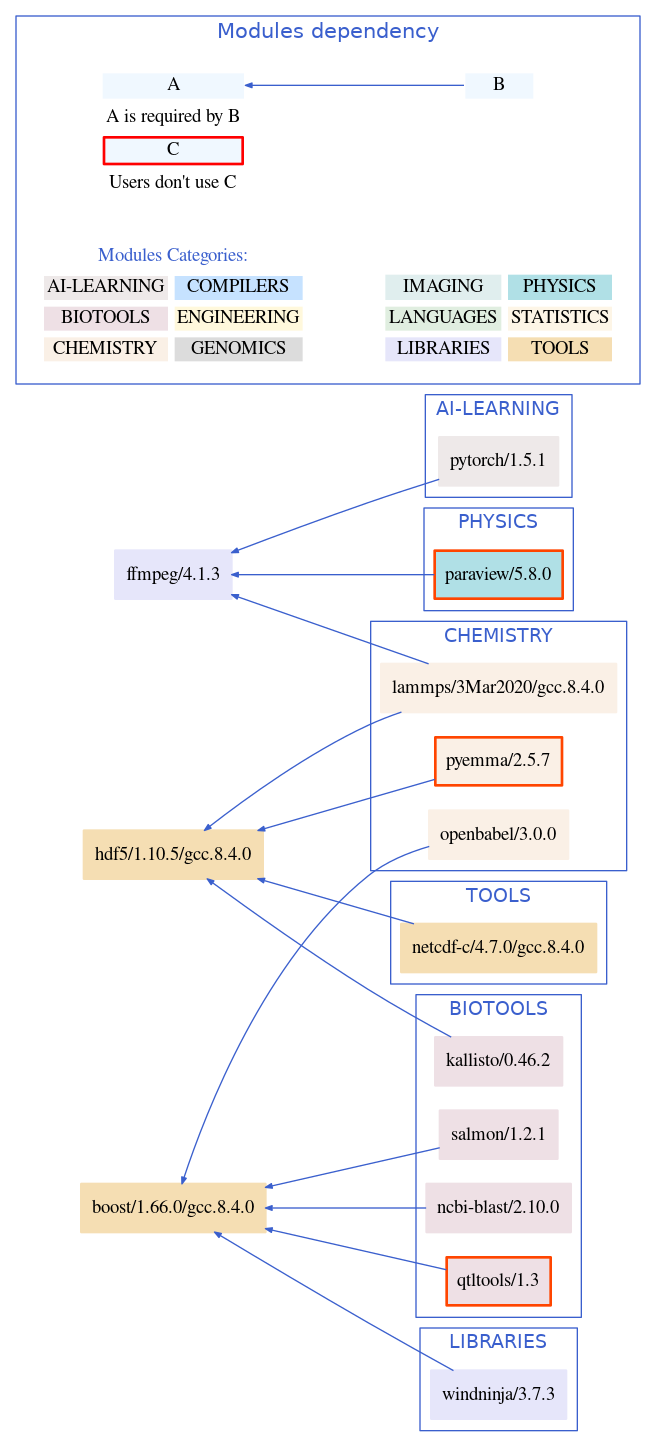 Modules dependency
A
B
A is required by B
C
Users don't use C
Modules Categories:
AI-LEARNING COMPILERS IMAGING PHYSICS
BIOTOOLS ENGINEERING LANGUAGES STATISTICS
CHEMISTRY GENOMICS LIBRARIES TOOLS
AI-LEARNING
pytorch/1.5.1
PHYSICS
ffmpeg/4.1.3
paraview/5.8.0
CHEMISTRY
lammps/3Mar2020/gcc.8.4.0
pyemma/2.5.7
openbabel/3.0.0
hdf5/1.10.5/gcc.8.4.0
TOOLS
netcdf-c/4.7.0/gcc.8.4.0
BIOTOOLS
kallisto/0.46.2
salmon/1.2.1
boost/1.66.0/gcc.8.4.0
ncbi-blast/2.10.0
qtltools/1.3
LIBRARIES
windninja/3.7.3